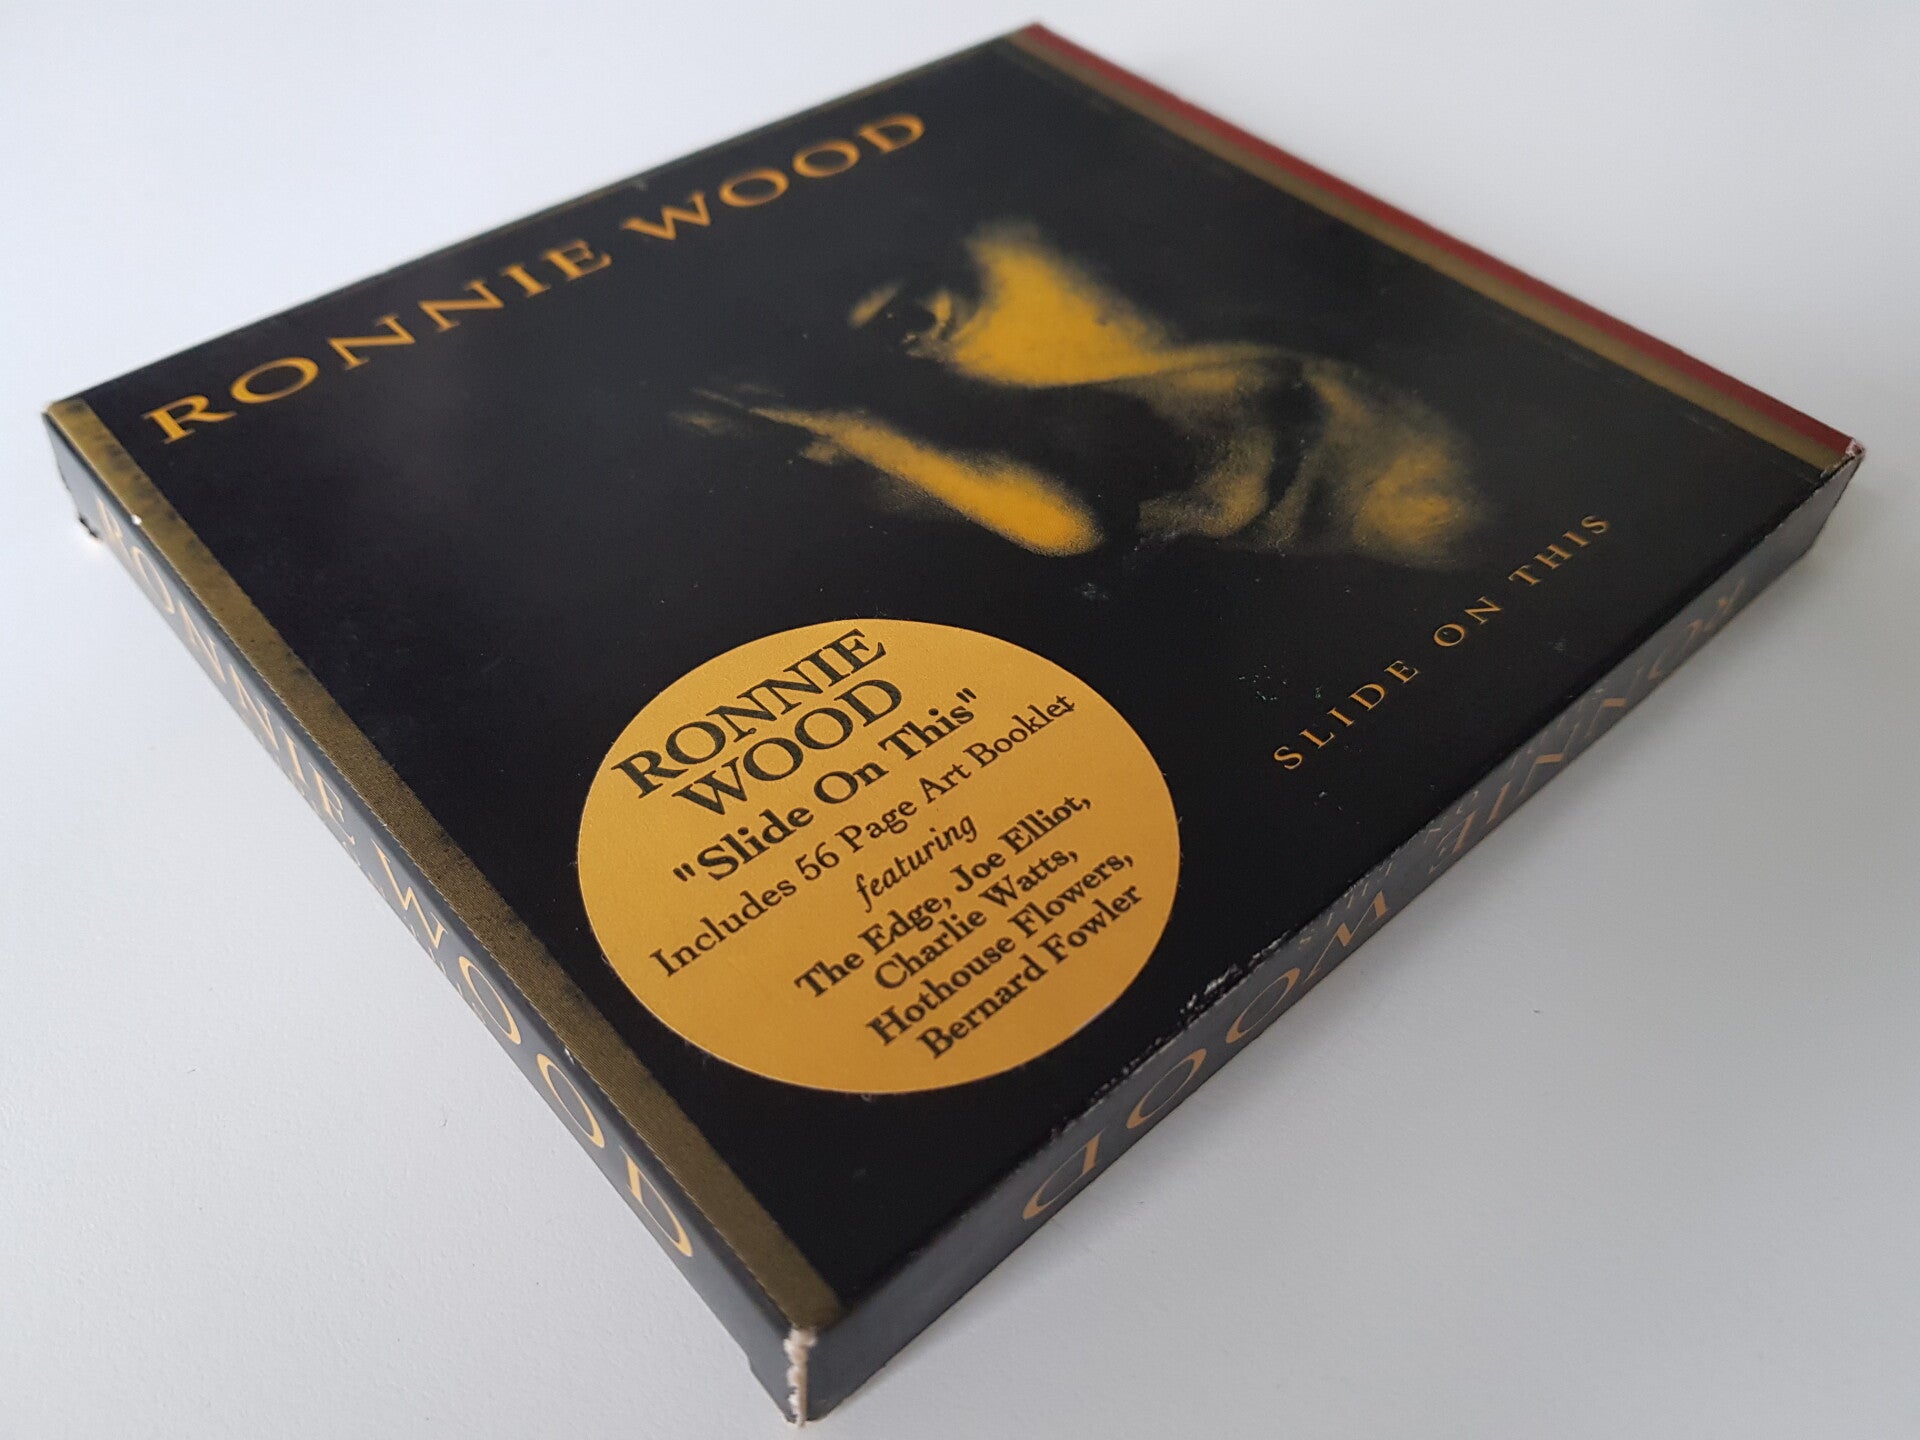 RONNIE WOOD
SLIDE ON THIS
RONNIE
WOOD
"Slide On This"
Includes 56 Page Art Booklet
featuring
The Edge, Joe Elliot,
Charlie Watts,
Hothouse Flowers,
Bernard Fowler
RONNIE WOOD
RONNIE WOOD